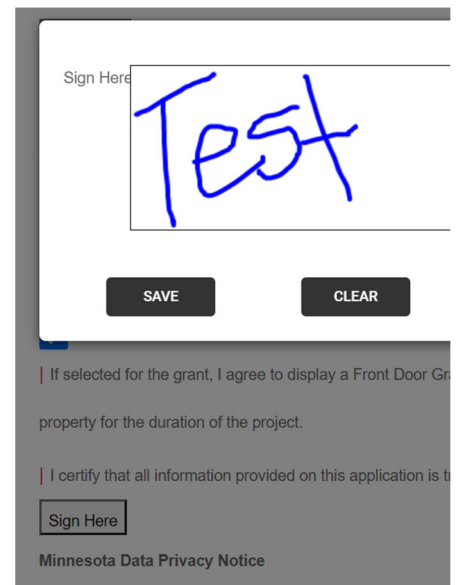 Sign Here
Test
SAVE CLEAR
If selected for the grant, I agree to display a Front Door
property for the duration of the project.
I certify that all information provided on this application is
Sign Here
Minnesota Data Privacy Notice